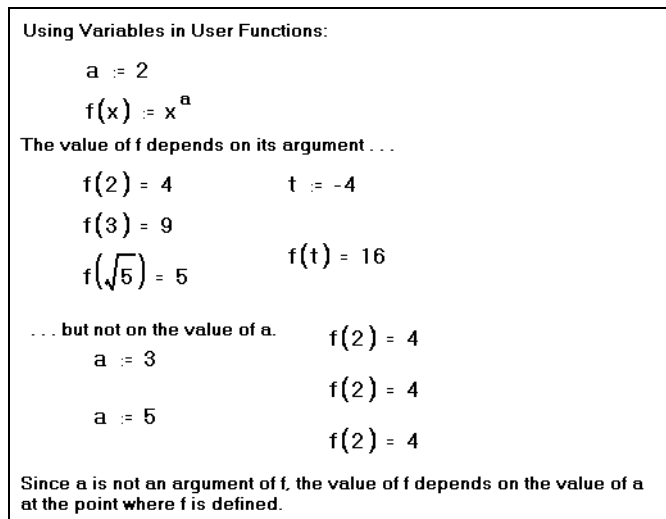 Using Variables in User Functions:
a := 2
f(x) := x^a
The value of f depends on its argument . . .
f(2) = 4 t := -4
f(3) = 9
f(t) = 16
f(√5) = 5
. . . but not on the value of a. f(2) = 4
a := 3
f(2) = 4
a := 5
f(2) = 4
Since a is not an argument of f, the value of f depends on the value of a
at the point where f is defined.